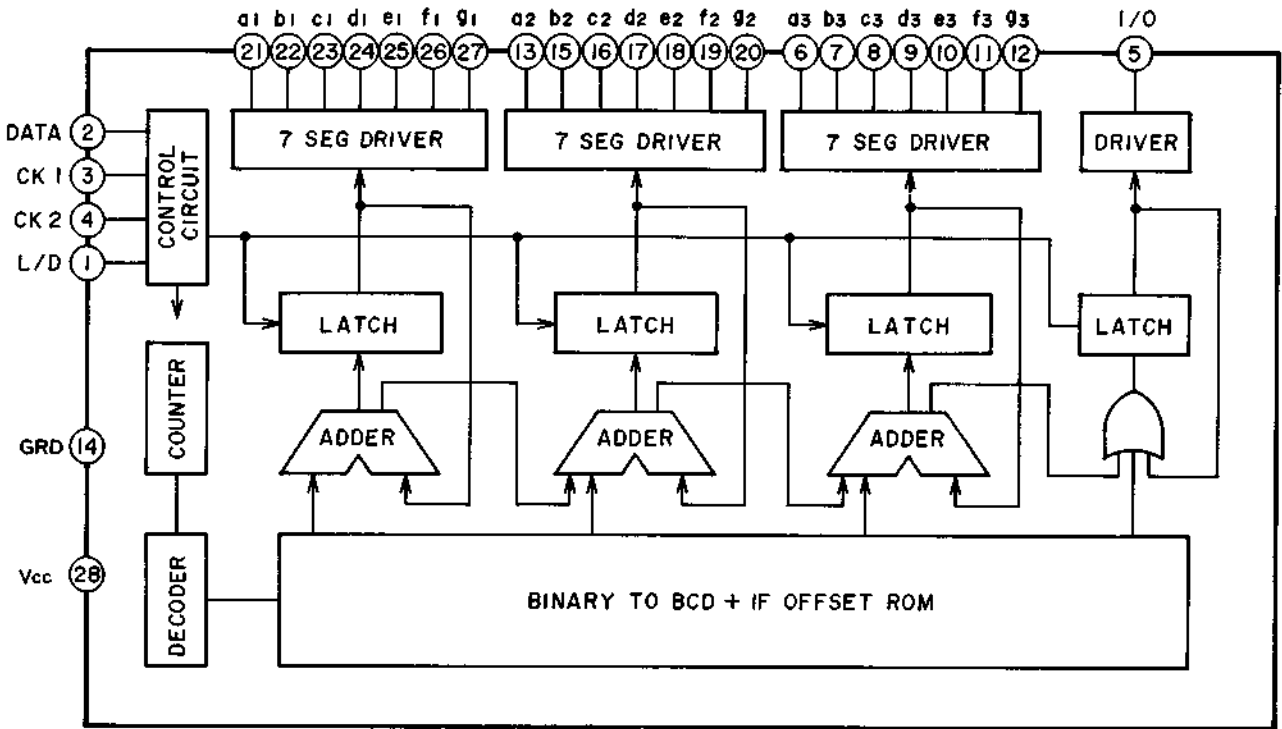 a1 b1 c1 d1 e1 f1 g1 a2 b2 c2 d2 e2 f2 g2 a3 b3 c3 d3 e3 f3 g3 I/O
21 22 23 24 25 26 27 13 15 16 17 18 19 20 6 7 8 9 10 11 12 5
DATA 2
CK 1 3
CK 2 4
L/D 1
CONTROL
CIRCUIT
7 SEG DRIVER 7 SEG DRIVER 7 SEG DRIVER DRIVER
LATCH LATCH LATCH LATCH
COUNTER
ADDER ADDER ADDER
GRD 14
Vcc 28
DECODER
BINARY TO BCD + IF OFFSET ROM